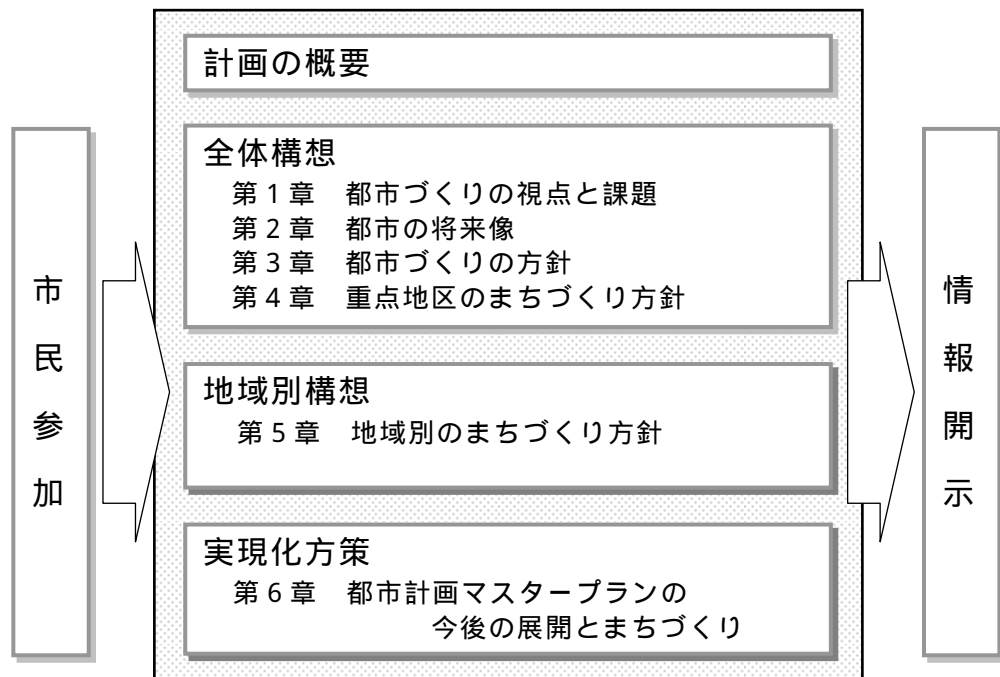 市民参加
計画の概要
全体構想
第1章 都市づくりの視点と課題
第2章 都市の将来像
第3章 都市づくりの方針
第4章 重点地区のまちづくり方針
地域別構想
第5章 地域別のまちづくり方針
実現化方策
第6章 都市計画マスタープランの
今後の展開とまちづくり
情報開示